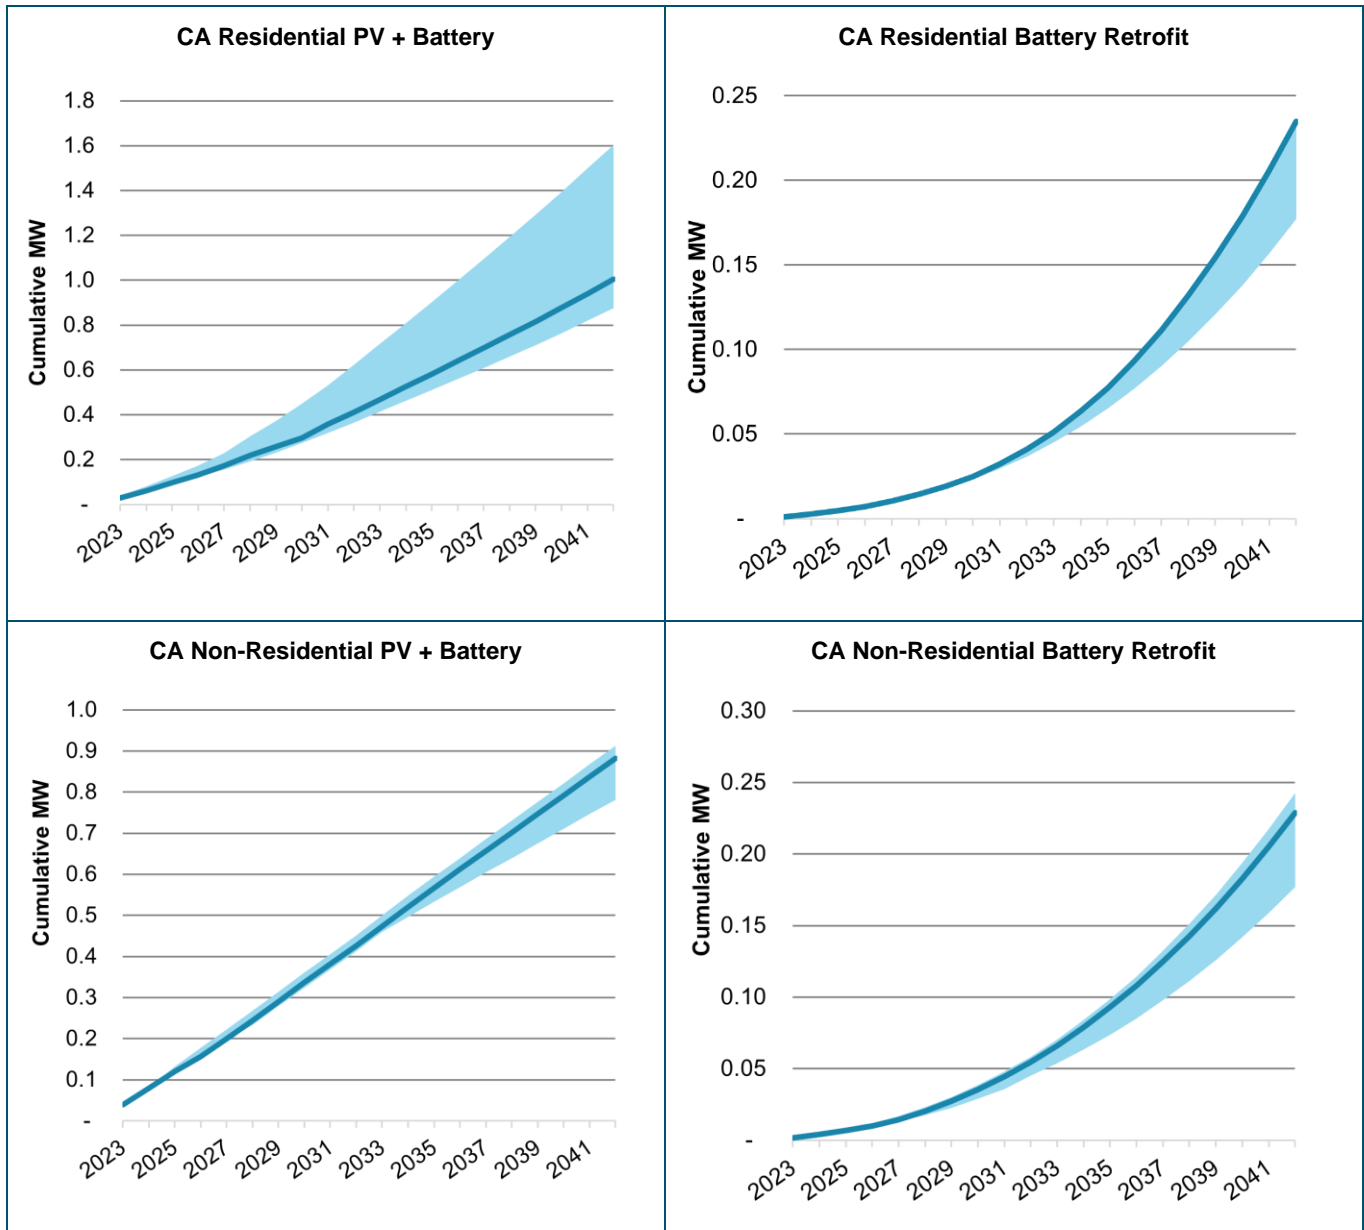 CA Residential PV + Battery
Cumulative MW
1.8
1.6
1.4
1.2
1.0
0.8
0.6
0.4
0.2
-
2023 2025 2027 2029 2031 2033 2035 2037 2039 2041
CA Residential Battery Retrofit
Cumulative MW
0.25
0.20
0.15
0.10
0.05
-
2023 2025 2027 2029 2031 2033 2035 2037 2039 2041
CA Non-Residential PV + Battery
Cumulative MW
1.0
0.9
0.8
0.7
0.6
0.5
0.4
0.3
0.2
0.1
-
2023 2025 2027 2029 2031 2033 2035 2037 2039 2041
CA Non-Residential Battery Retrofit
Cumulative MW
0.30
0.25
0.20
0.15
0.10
0.05
-
2023 2025 2027 2029 2031 2033 2035 2037 2039 2041